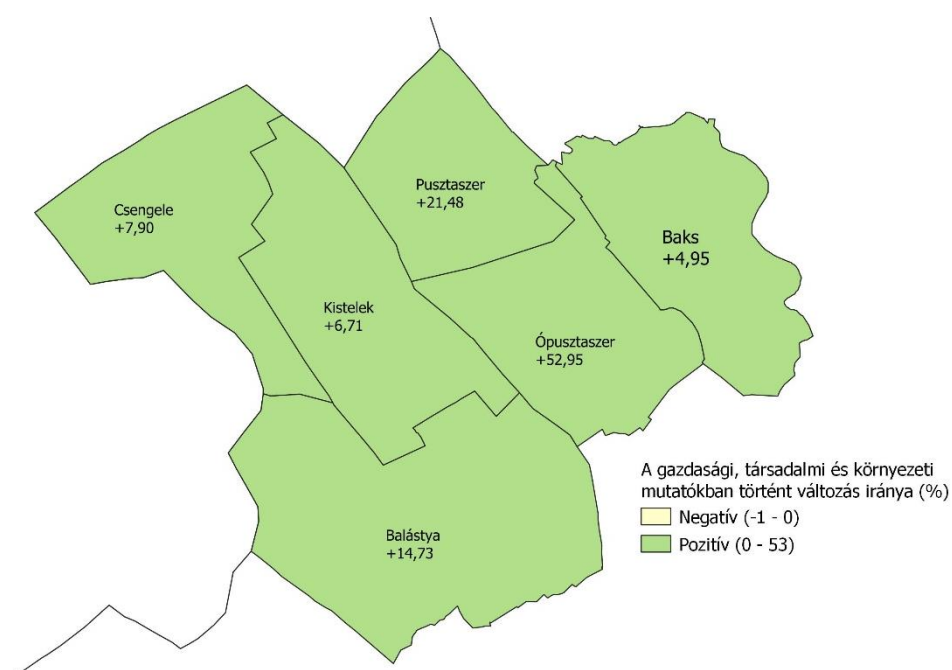 Pusztaszer
+21,48
Csengele
+7,90
Baks
+4,95
Kistelek
+6,71
Ópusztaszer
+52,95
A gazdasági, társadalmi és környezeti
mutatókban történt változás iránya (%)
Negatív (-1 - 0)
Pozitív (0 - 53)
Balástya
+14,73